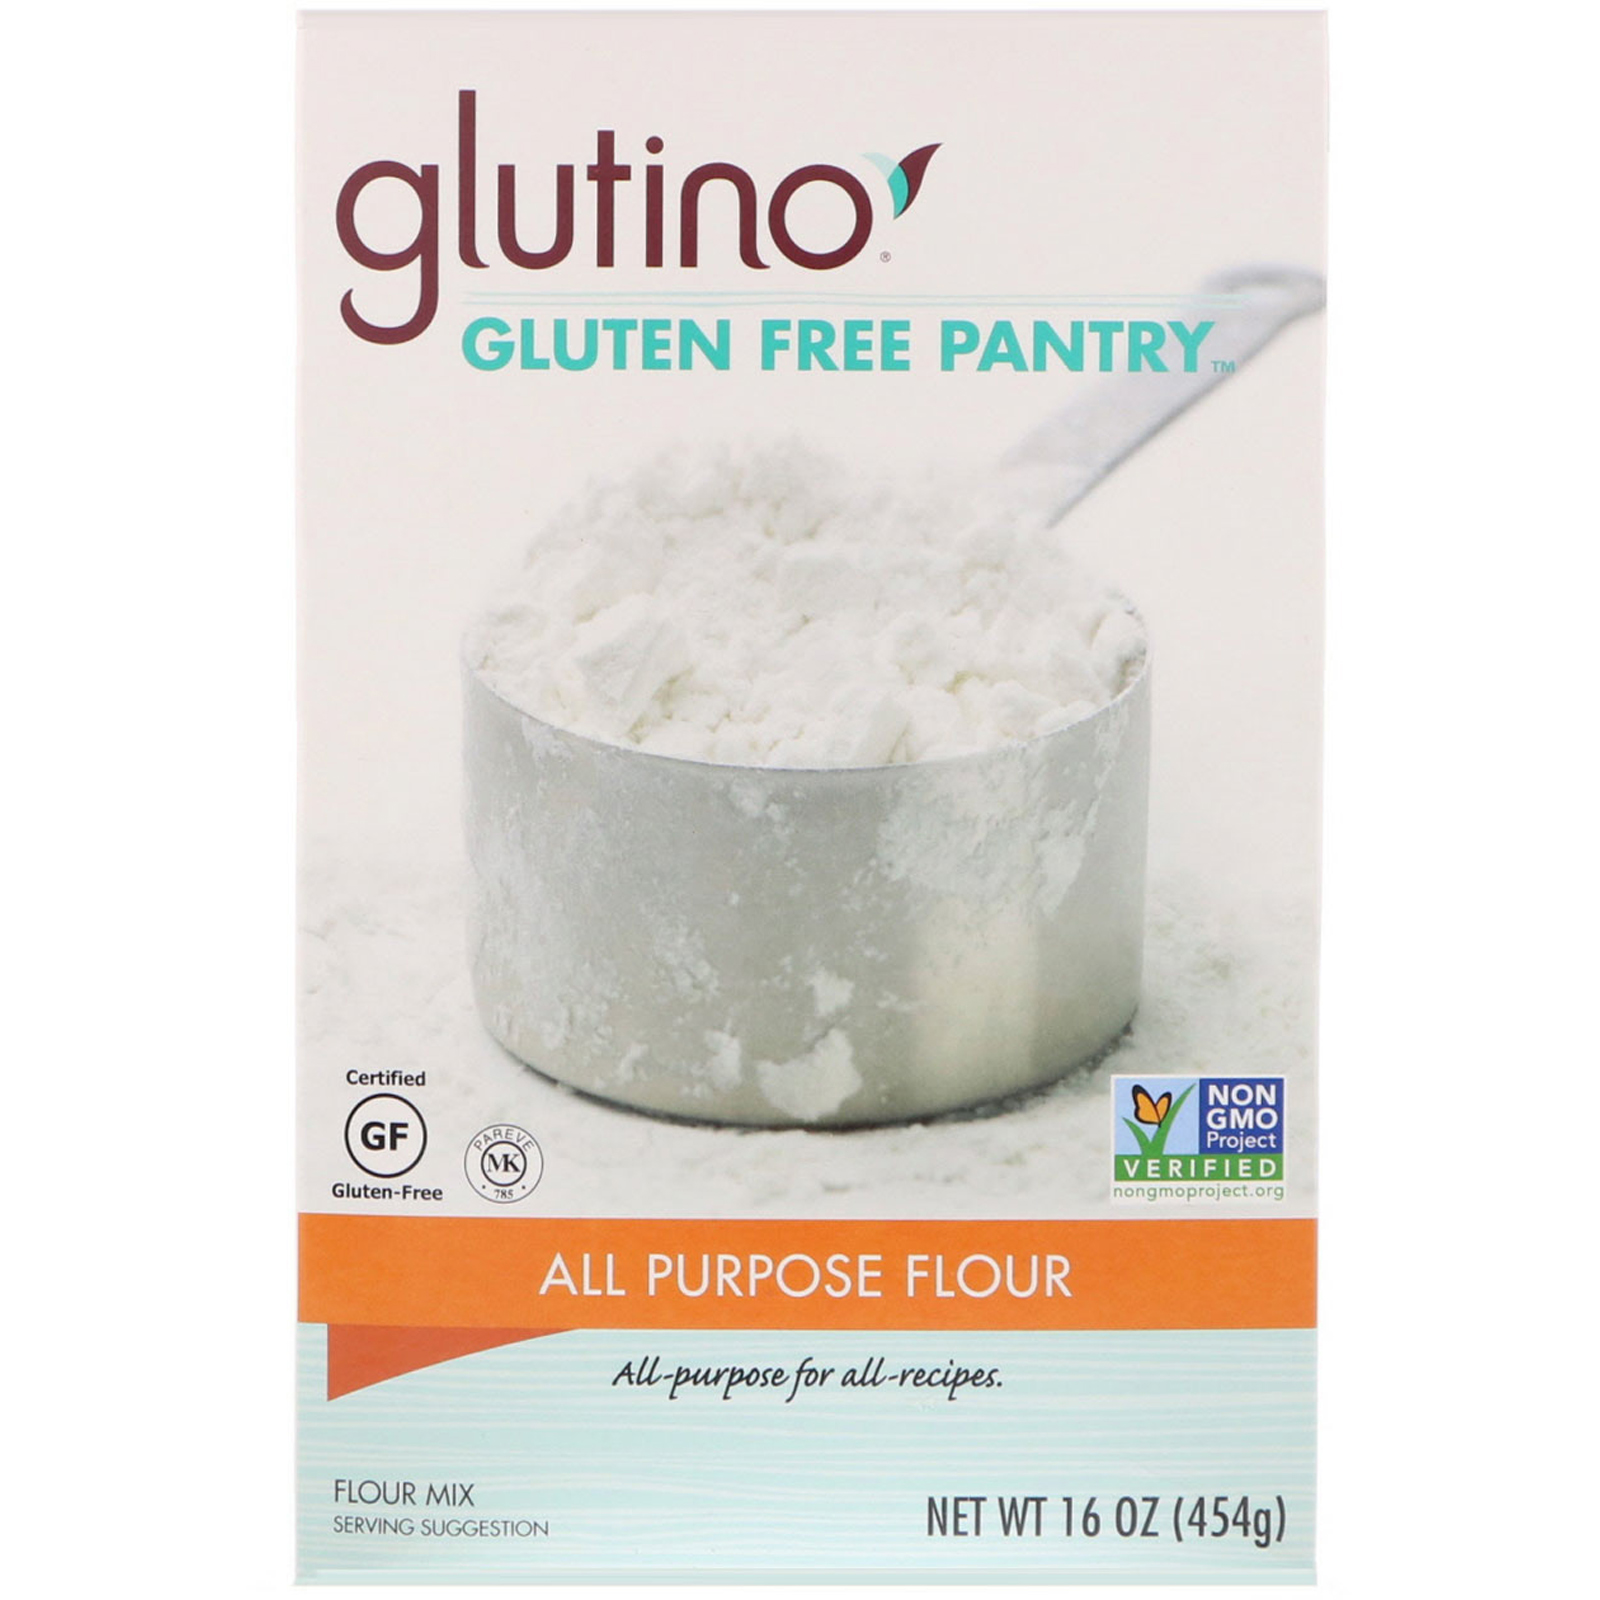 glutino®
GLUTEN FREE PANTRY™
Certified
GF
Gluten-Free
PAREVE
MK
785
NON
GMO
Project
VERIFIED
nongmoproject.org
ALL PURPOSE FLOUR
All-purpose for all-recipes.
FLOUR MIX
SERVING SUGGESTION
NET WT 16 OZ (454g)